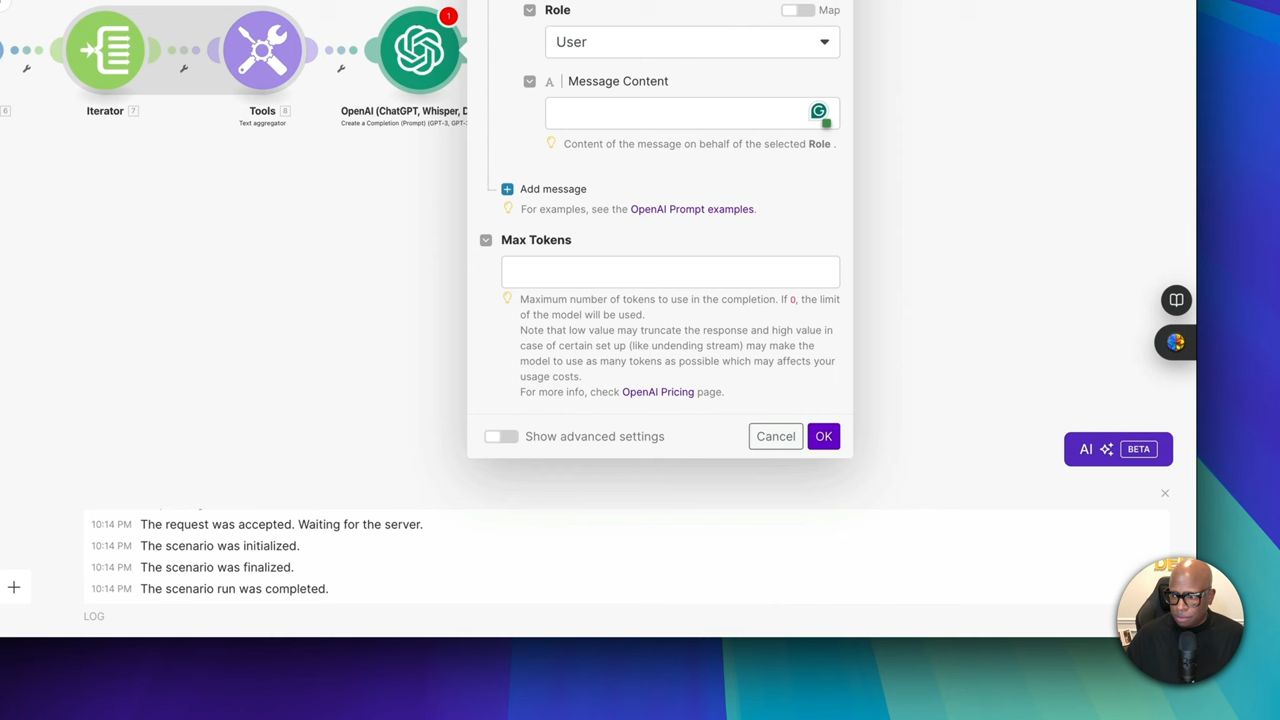 Role
Map
User
A | Message Content
Content of the message on behalf of the selected Role .
Add message
For examples, see the OpenAI Prompt examples.
Max Tokens
Maximum number of tokens to use in the completion. If 0, the limit
of the model will be used.
Note that low value may truncate the response and high value in
case of certain set up (like undending stream) may make the
model to use as many tokens as possible which may affects your
usage costs.
For more info, check OpenAI Pricing page.
Show advanced settings
Cancel
OK
1
6
Iterator 7
Tools 8
Text aggregator
OpenAI (ChatGPT, Whisper, D
Create a Completion (Prompt) (GPT-3, GPT-
AI BETA
10:14 PM The request was accepted. Waiting for the server.
10:14 PM The scenario was initialized.
10:14 PM The scenario was finalized.
10:14 PM The scenario run was completed.
LOG